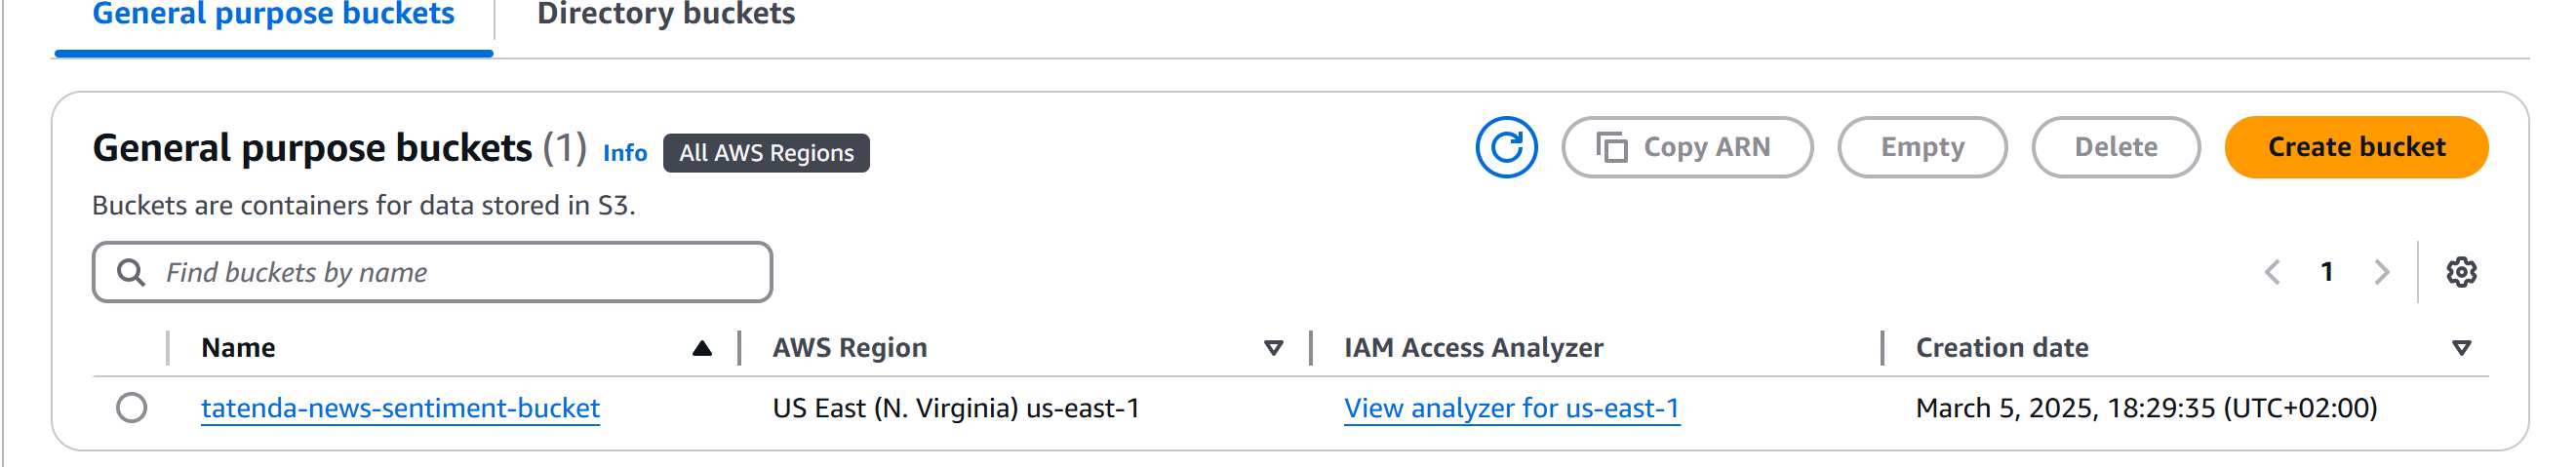 General purpose buckets Directory buckets
General purpose buckets (1) Info All AWS Regions Copy ARN Empty Delete Create bucket
Buckets are containers for data stored in S3.
Find buckets by name 1
Name AWS Region IAM Access Analyzer Creation date
tatenda-news-sentiment-bucket US East (N. Virginia) us-east-1 View analyzer for us-east-1 March 5, 2025, 18:29:35 (UTC+02:00)